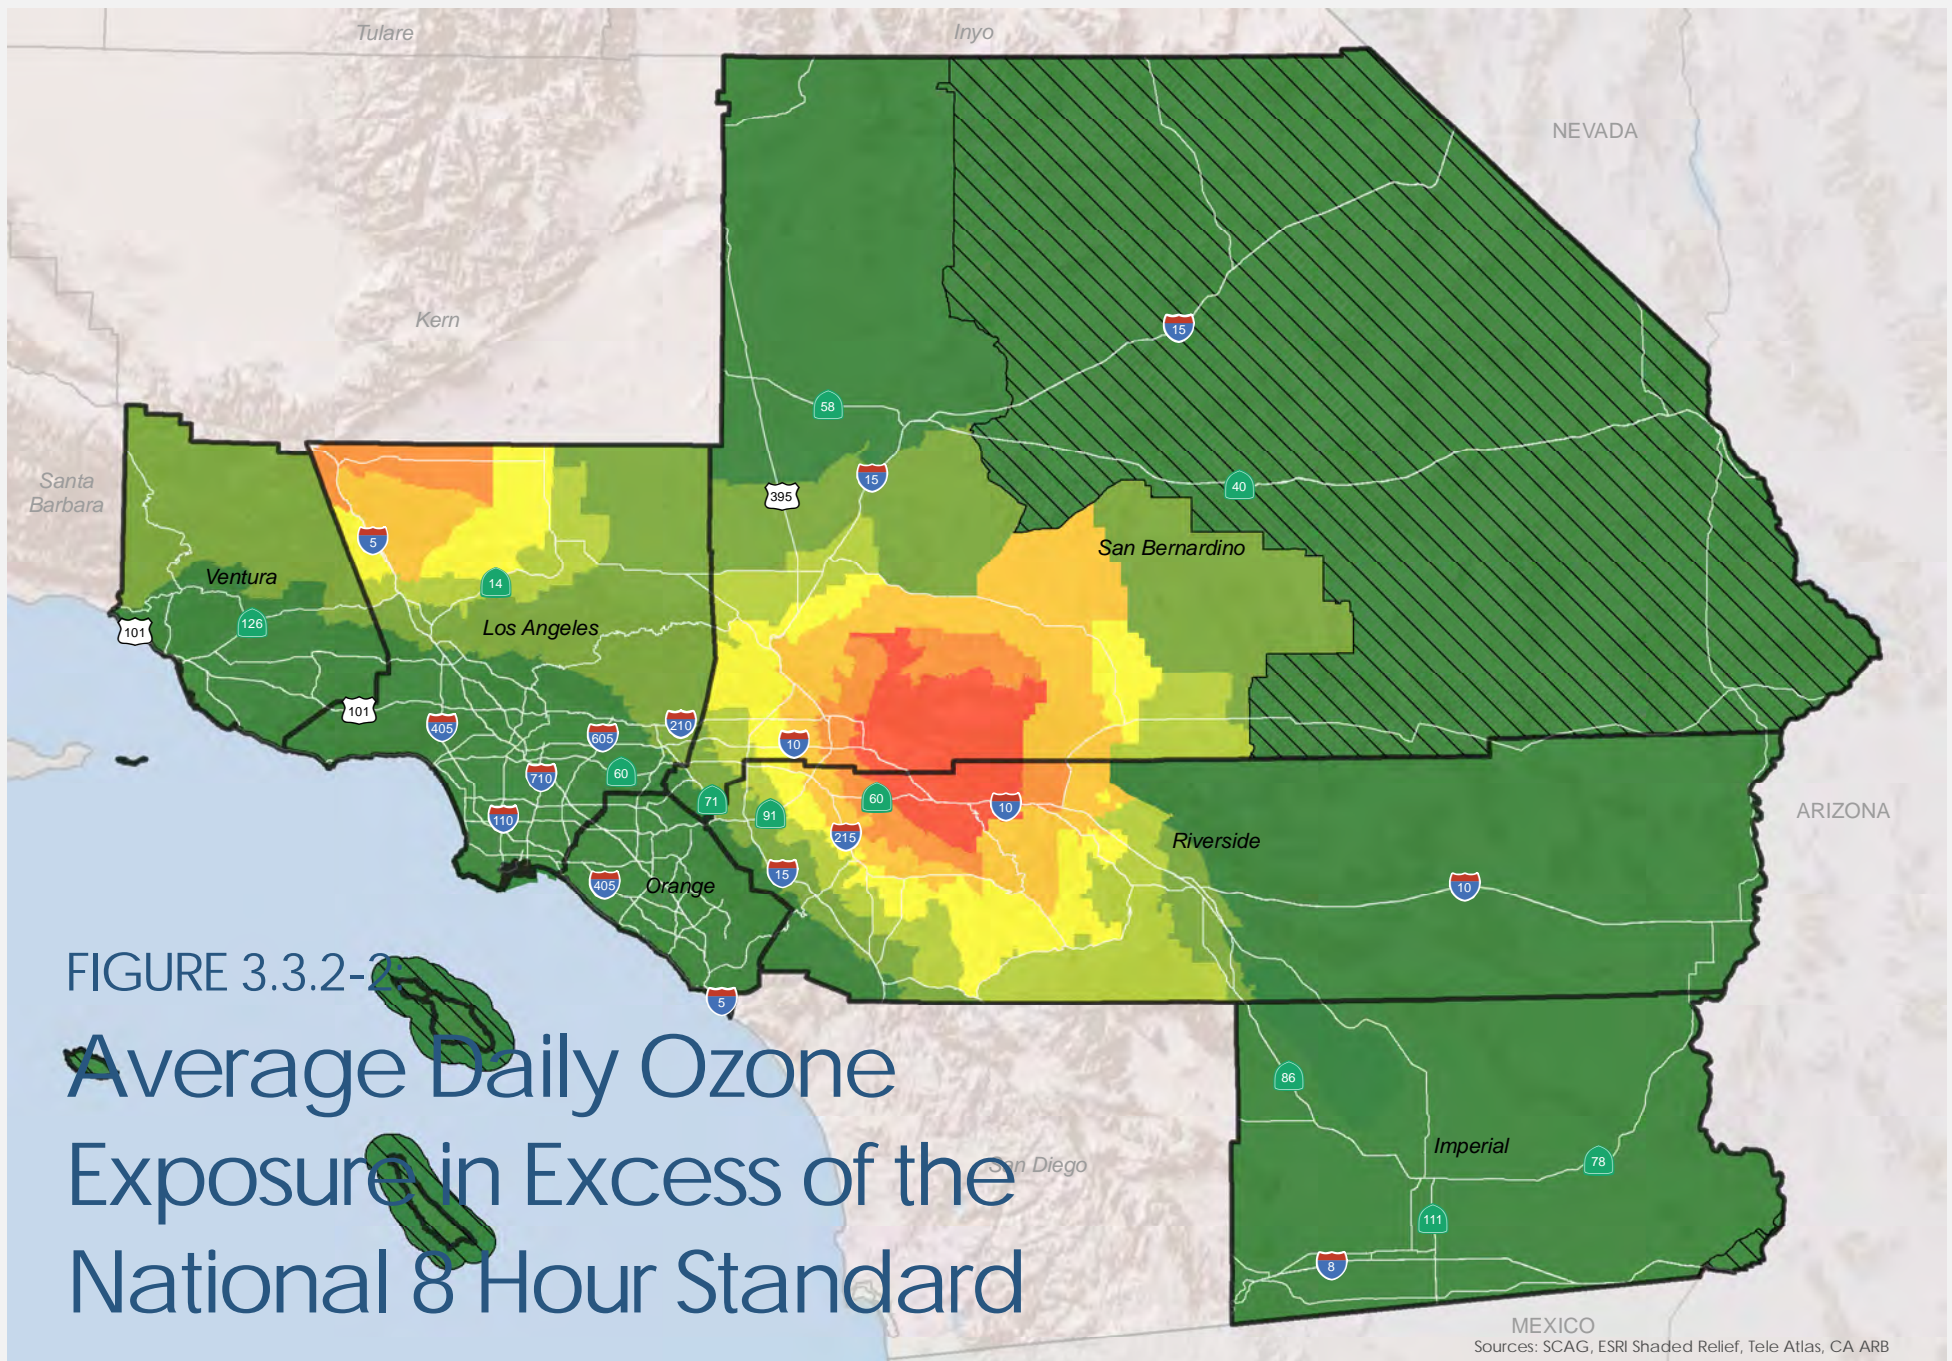 Tulare
Inyo
NEVADA
Kern
15
58
Santa
Barbara
15
395
40
5
San Bernardino
Ventura
14
126
Los Angeles
101
101
405
605
210
10
710
60
71
91
60
10
110
215
Riverside
ARIZONA
15
405
Orange
10
FIGURE 3.3.2-2:
5
Average Daily Ozone
86
Exposure in Excess of the
San Diego
Imperial
78
111
National 8 Hour Standard
8
MEXICO
Sources: SCAG, ESRI Shaded Relief, Tele Atlas, CA ARB